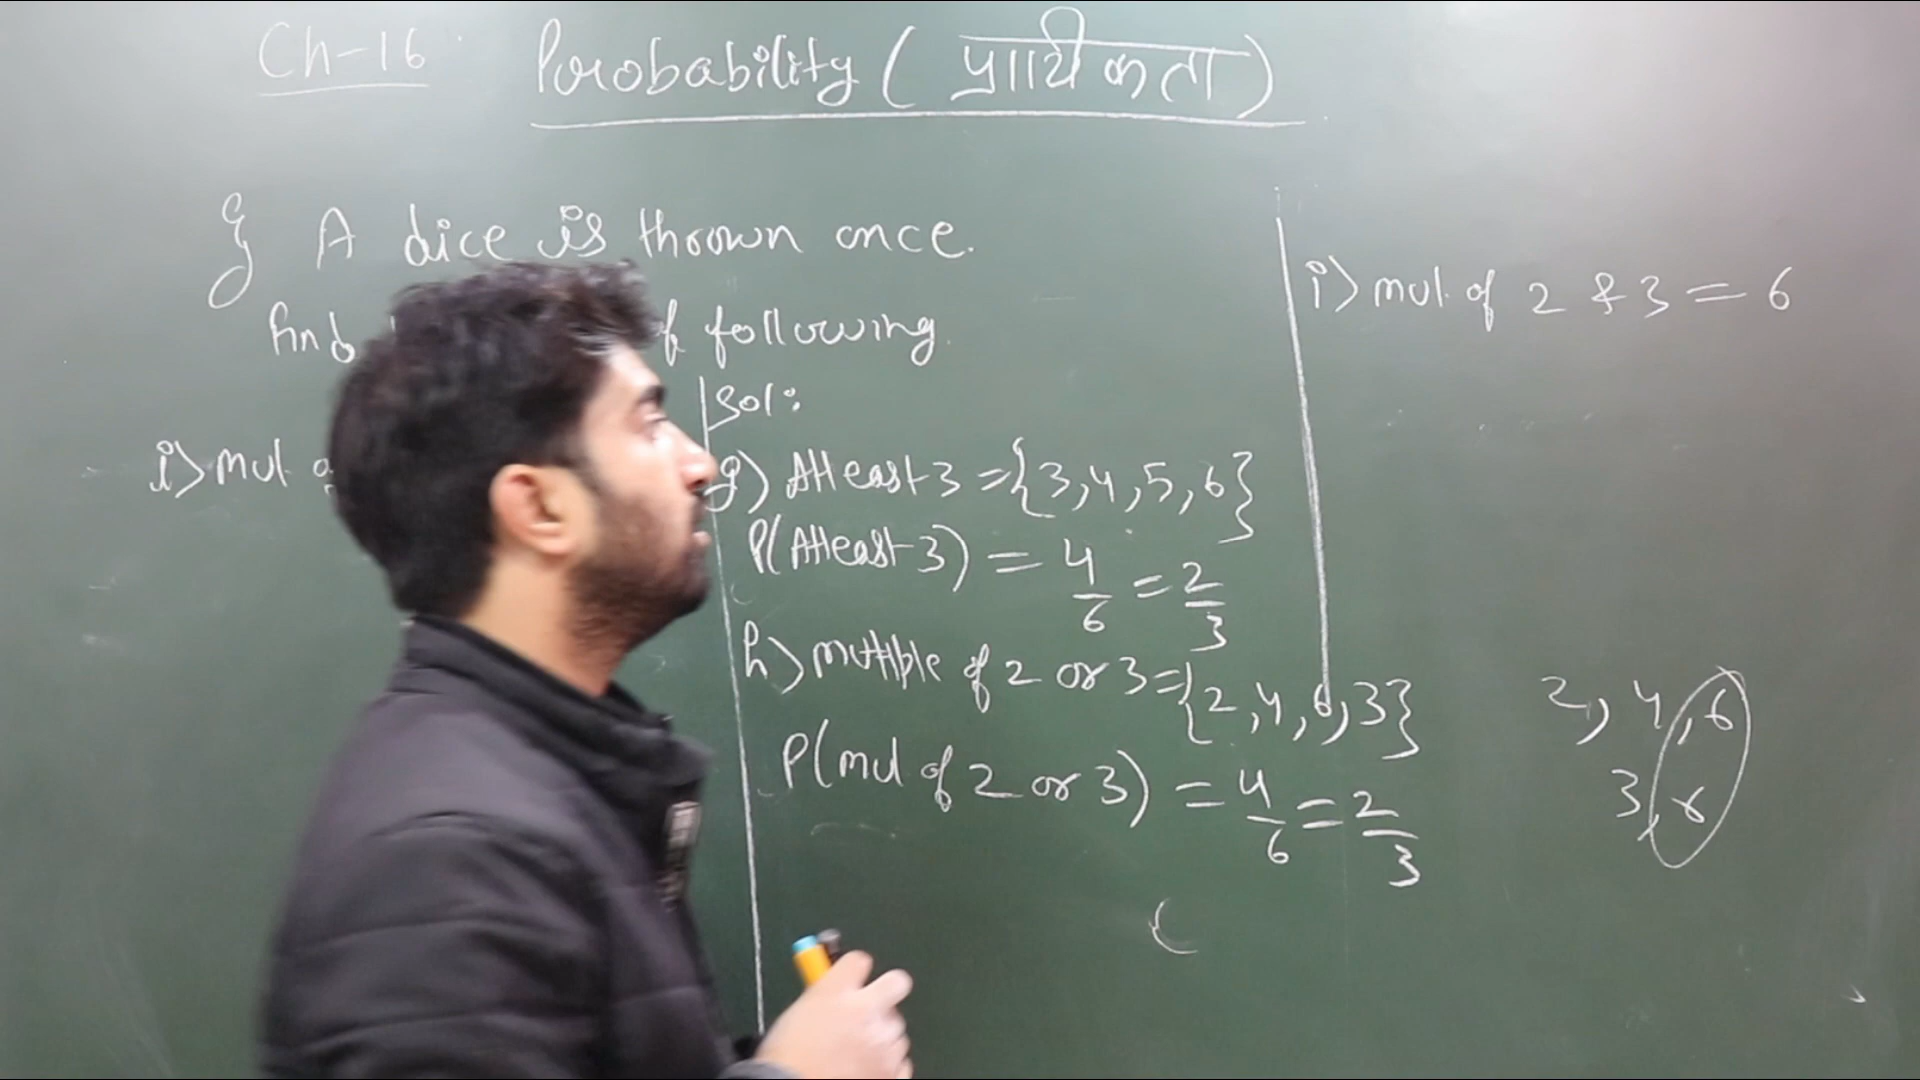 Ch-16 Probability (प्रायिकता)
Q A dice is thrown once.
find of following.
i) mul
Sol:
g) Atleast 3 = {3,4,5,6}
P(Atleast 3) = 4/6 = 2/3
h) multiple of 2 or 3 = {2,4,6,3}
P(mul of 2 or 3) = 4/6 = 2/3
i) mul. of 2 & 3 = 6
2, 4, 6
3, 6